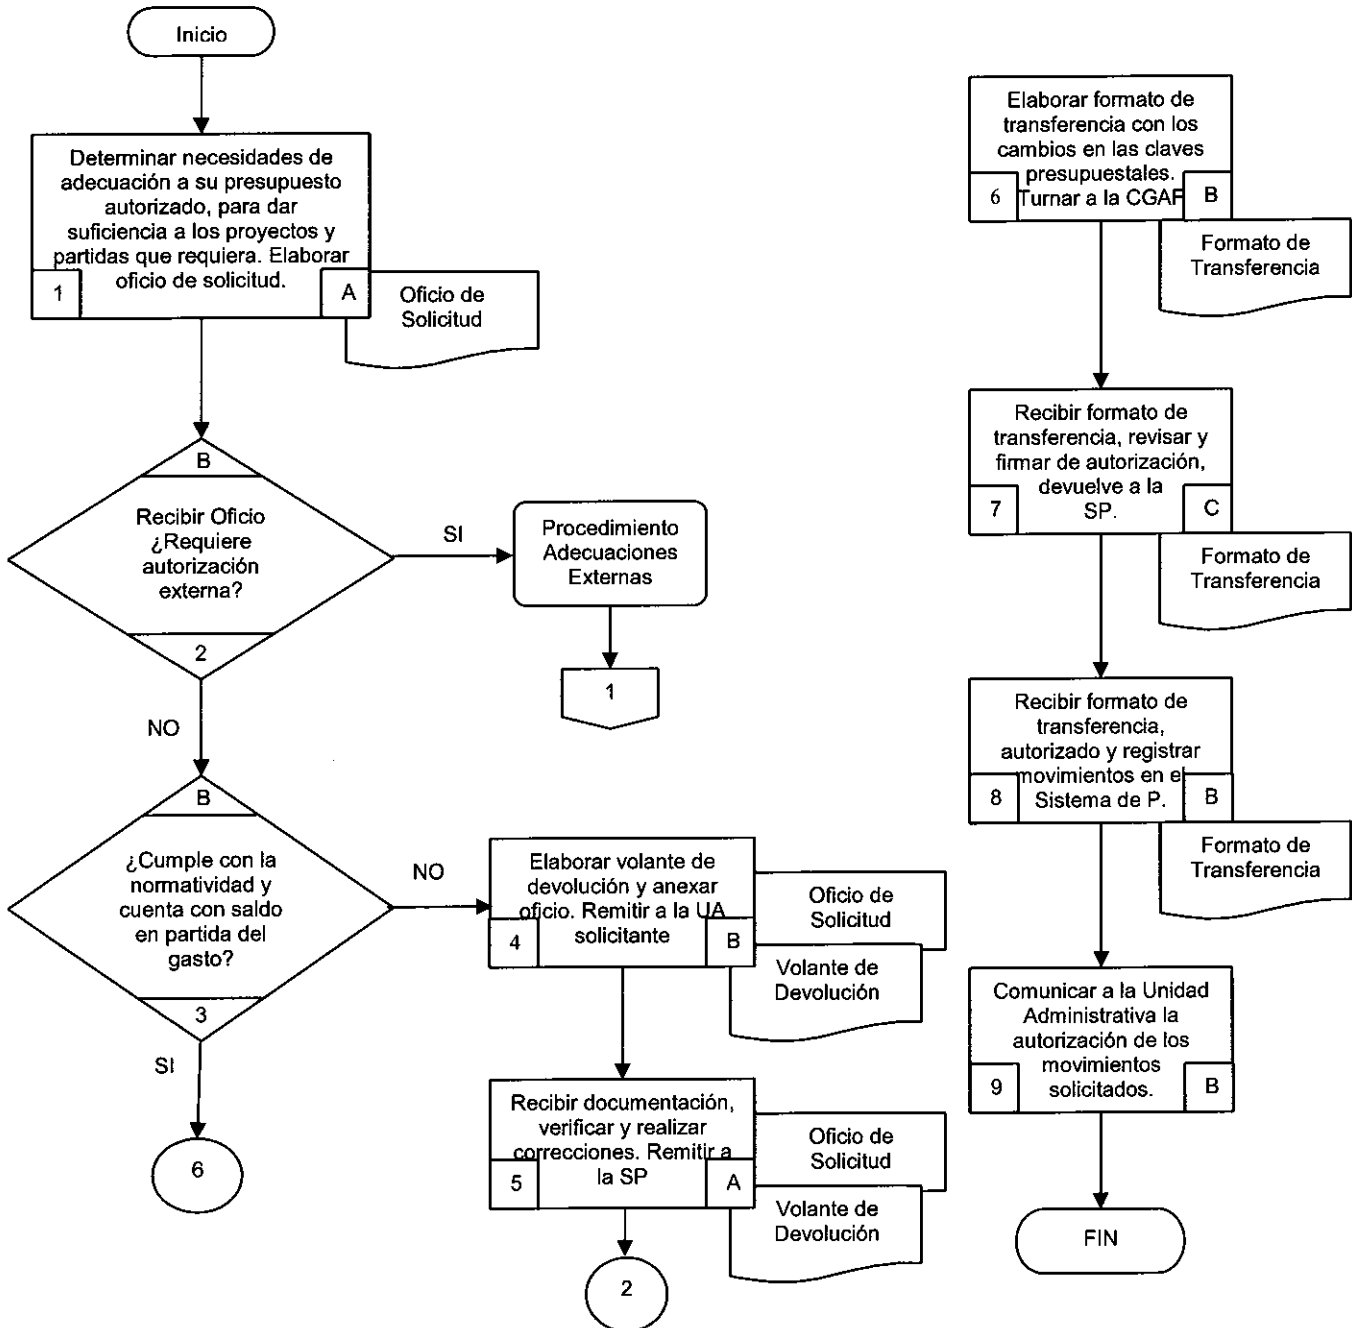 Inicio
Determinar necesidades de
adecuación a su presupuesto
autorizado, para dar
suficiencia a los proyectos y
partidas que requiera. Elaborar
oficio de solicitud.
1
A
Oficio de
Solicitud
B
Recibir Oficio
¿Requiere
autorización
externa?
2
SI
Procedimiento
Adecuaciones
Externas
1
NO
B
¿Cumple con la
normatividad y
cuenta con saldo
en partida del
gasto?
3
NO
SI
6
Elaborar volante de
devolución y anexar
oficio. Remitir a la UA
solicitante
4
B
Oficio de
Solicitud
Volante de
Devolución
Recibir documentación,
verificar y realizar
correcciones. Remitir a
la SP
5
A
Oficio de
Solicitud
Volante de
Devolución
2
Elaborar formato de
transferencia con los
cambios en las claves
presupuestales.
Turnar a la CGAF
6
B
Formato de
Transferencia
Recibir formato de
transferencia, revisar y
firmar de autorización,
devuelve a la
SP.
7
C
Formato de
Transferencia
Recibir formato de
transferencia,
autorizado y registrar
movimientos en el
Sistema de P.
8
B
Formato de
Transferencia
Comunicar a la Unidad
Administrativa la
autorización de los
movimientos
solicitados.
9
B
FIN